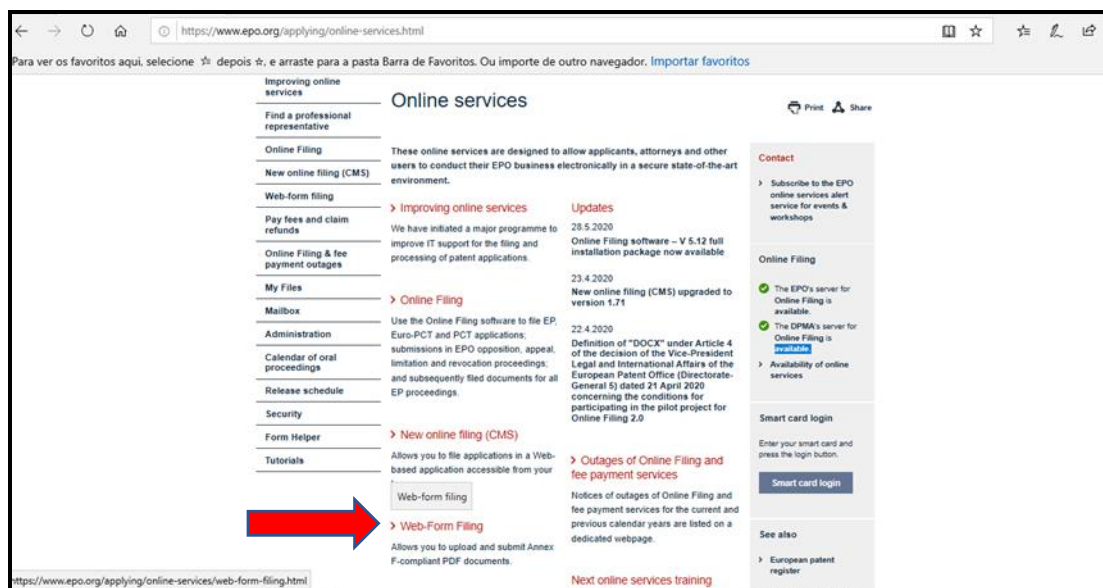 https://www.epo.org/applying/online-services.html
Para ver os favoritos aqui, selecione depois ☆, e arraste para a pasta Barra de Favoritos. Ou importe de outro navegador. Importar favoritos
Improving online
services
Find a professional
representative
Online Filing
New online filing (CMS)
Web-form filing
Pay fees and claim
refunds
Online Filing & fee
payment outages
My Files
Mailbox
Administration
Calendar of oral
proceedings
Release schedule
Security
Form Helper
Tutorials
Online services
Print
Share
These online services are designed to allow applicants, attorneys and other
users to conduct their EPO business electronically in a secure state-of-the-art
environment.
> Improving online services
We have initiated a major programme to
improve IT support for the filing and
processing of patent applications.
> Online Filing
Use the Online Filing software to file EP,
Euro-PCT and PCT applications;
submissions in EPO opposition, appeal,
limitation and revocation proceedings;
and subsequently filed documents for all
EP proceedings.
> New online filing (CMS)
Allows you to file applications in a Web-
based application accessible from your
Web-form filing
> Web-Form Filing
Allows you to upload and submit Annex
F-compliant PDF documents.
Updates
28.5.2020
Online Filing software – V 5.12 full
installation package now available
23.4.2020
New online filing (CMS) upgraded to
version 1.71
22.4.2020
Definition of "DOCX" under Article 4
of the decision of the Vice-President
Legal and International Affairs of the
European Patent Office (Directorate-
General 5) dated 21 April 2020
concerning the conditions for
participating in the pilot project for
Online Filing 2.0
> Outages of Online Filing and
fee payment services
Notices of outages of Online Filing and
fee payment services for the current and
previous calendar years are listed on a
dedicated webpage.
Next online services training
Contact
> Subscribe to the EPO
online services alert
service for events &
workshops
Online Filing
The EPO's server for
Online Filing is
available.
The DPMA's server for
Online Filing is
available.
> Availability of online
services
Smart card login
Enter your smart card and
press the login button.
Smart card login
See also
> European patent
register
https://www.epo.org/applying/online-services/web-form-filing.html